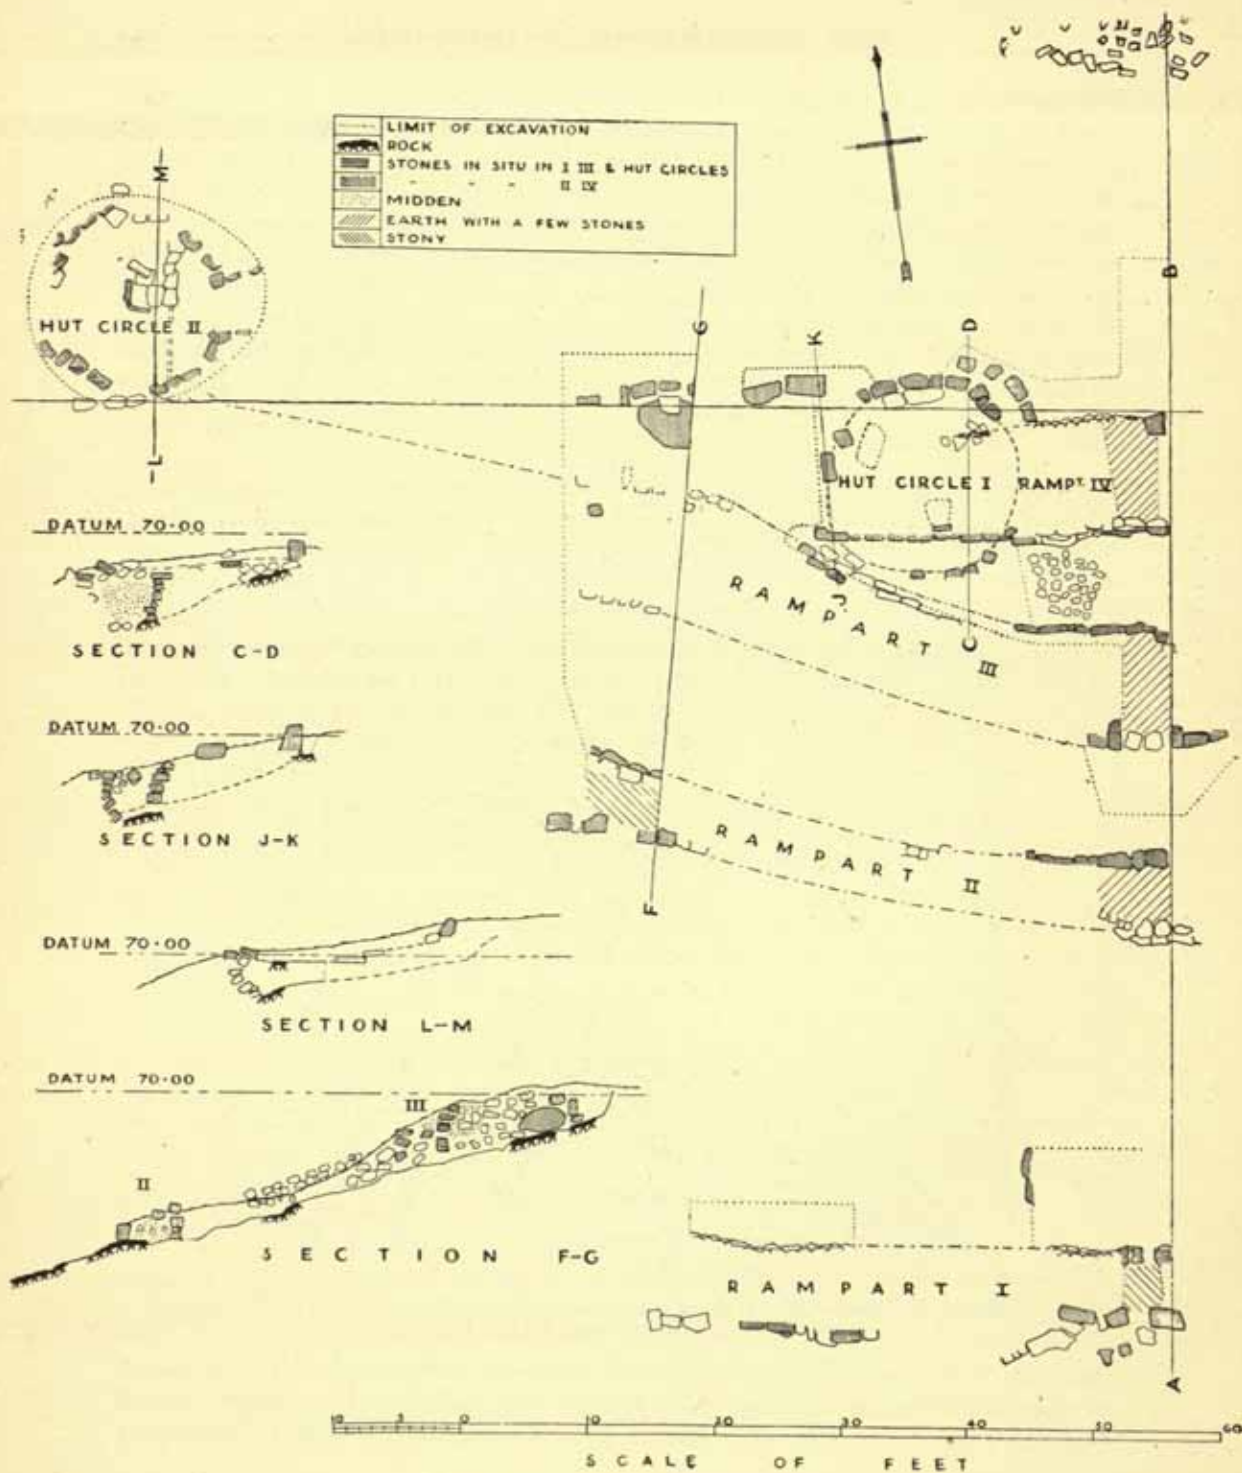 LIMIT OF EXCAVATION
ROCK
STONES IN SITU IN I III & HUT CIRCLES
" " " II IV
MIDDEN
EARTH WITH A FEW STONES
STONY
M
HUT CIRCLE II
L
B
G
K
D
HUT CIRCLE I RAMPT. IV
RAMPART III
J
C
RAMPART II
F
DATUM 70·00
SECTION C-D
DATUM 70·00
SECTION J-K
DATUM 70·00
SECTION L-M
DATUM 70·00
III
II
SECTION F-G
RAMPART I
A
10 5 0 10 20 30 40 50 60
SCALE OF FEET